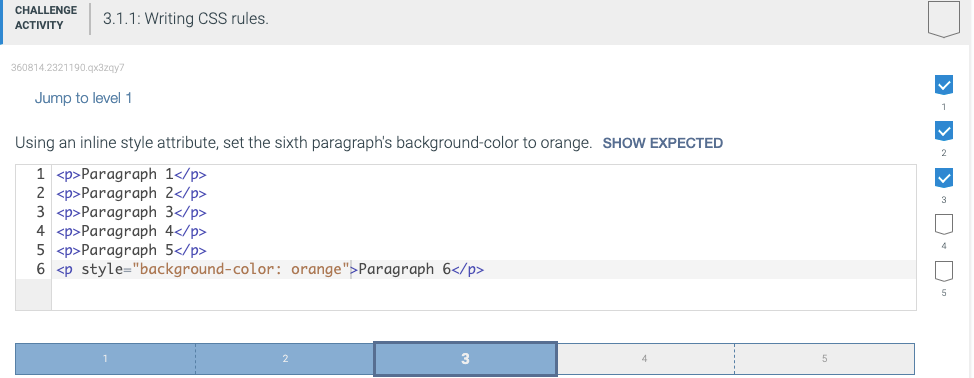 CHALLENGE
ACTIVITY
3.1.1: Writing CSS rules.
360814.2321190.qx3zqy7
Jump to level 1
Using an inline style attribute, set the sixth paragraph's background-color to orange. SHOW EXPECTED
1 <p>Paragraph 1</p>
2 <p>Paragraph 2</p>
3 <p>Paragraph 3</p>
4 <p>Paragraph 4</p>
5 <p>Paragraph 5</p>
6 <p style="background-color: orange">Paragraph 6</p>
1 2 3 4 5
1
2
3
4
5